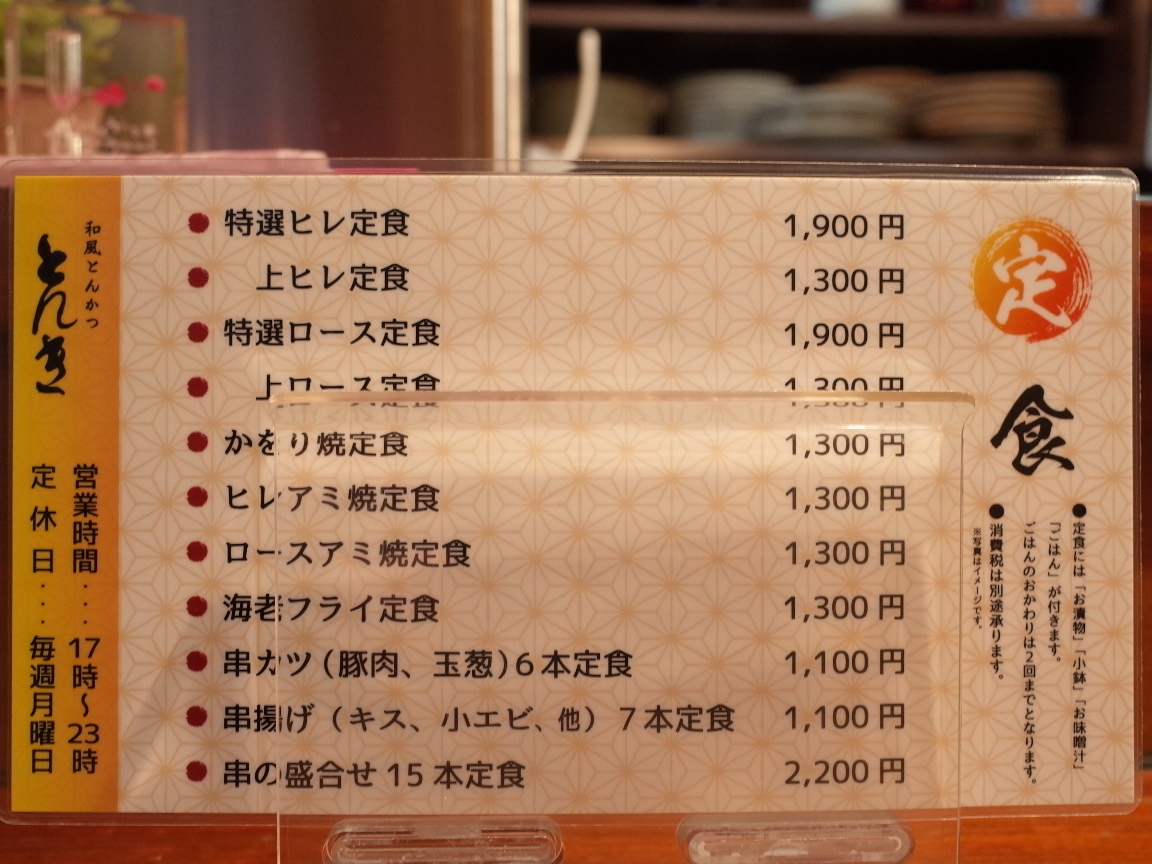 和風とんかつ
とんき
営業時間・・・17時～23時
定休日・・・毎週月曜日
特選ヒレ定食 1,900円
上ヒレ定食 1,300円
特選ロース定食 1,900円
上ロース定食 1,300円
かをり焼定食 1,300円
ヒレアミ焼定食 1,300円
ロースアミ焼定食 1,300円
海老フライ定食 1,300円
串カツ(豚肉、玉葱)6本定食 1,100円
串揚げ(キス、小エビ、他)7本定食 1,100円
串の盛合せ15本定食 2,200円
定食
●定食には「お漬物」「小鉢」「お味噌汁」
「ごはん」が付きます。
ごはんのおかわりは2回までとなります。
●消費税は別途承ります。
※写真はイメージです。